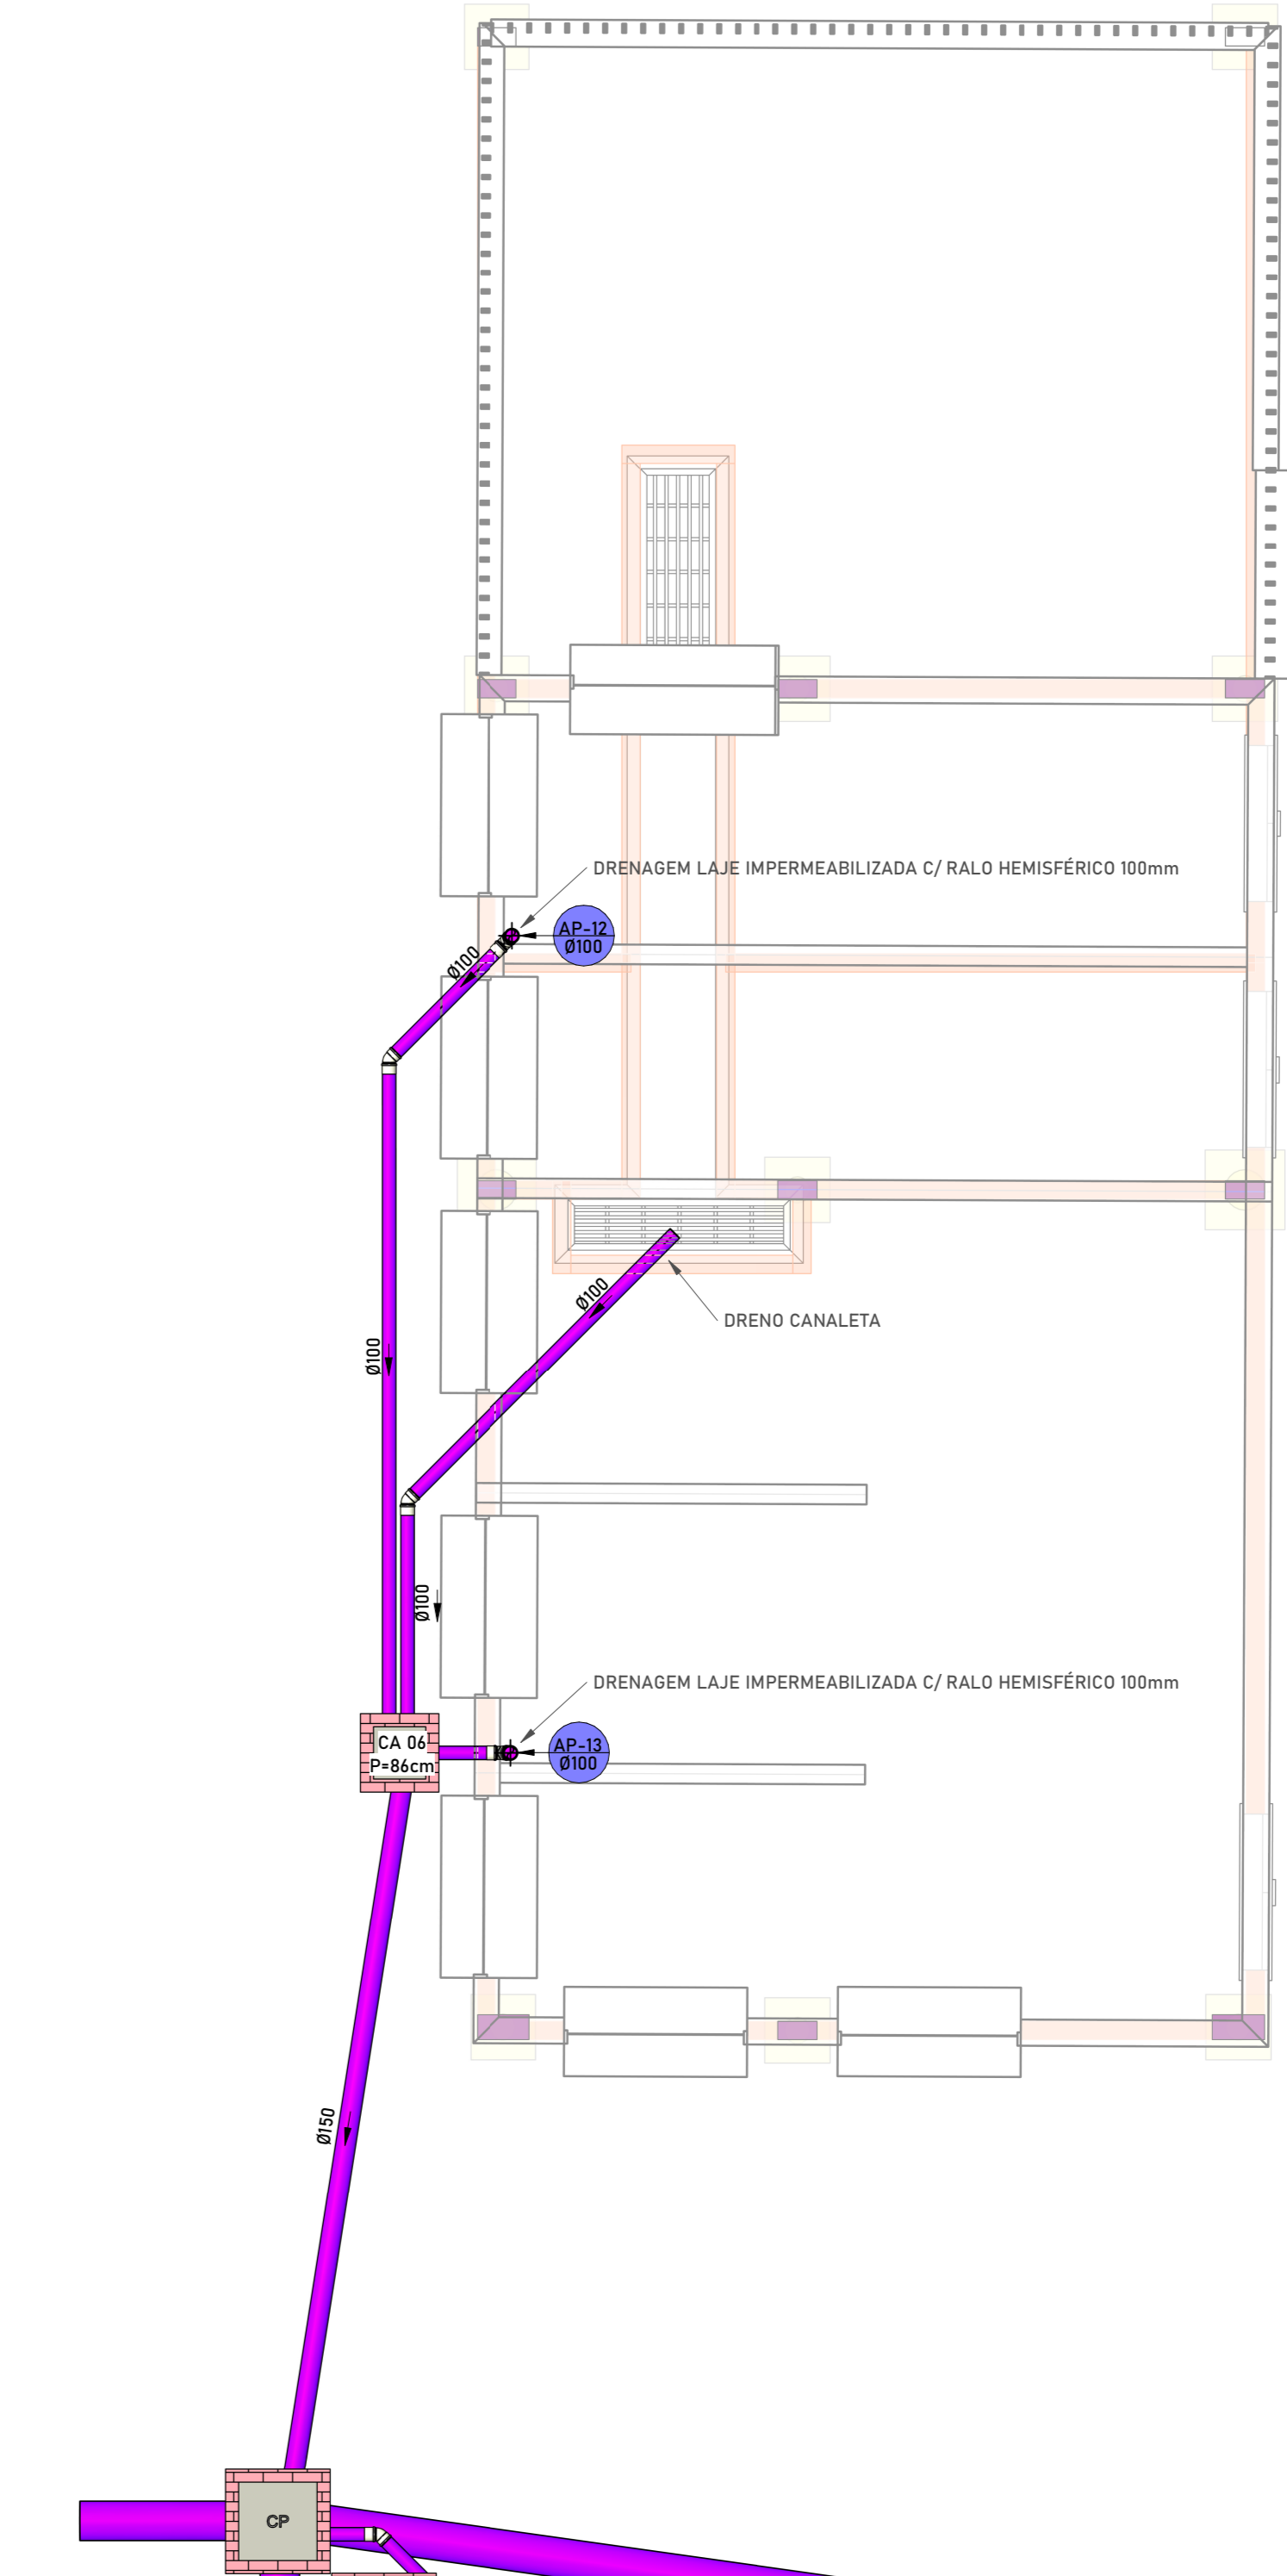 DRENAGEM LAJE IMPERMEABILIZADA C/ RALO HEMISFÉRICO 100mm
AP-12
Ø100
Ø100
Ø100
DRENO CANALETA
Ø100
Ø100
DRENAGEM LAJE IMPERMEABILIZADA C/ RALO HEMISFÉRICO 100mm
CA 06
P=86cm
AP-13
Ø100
Ø150
CP